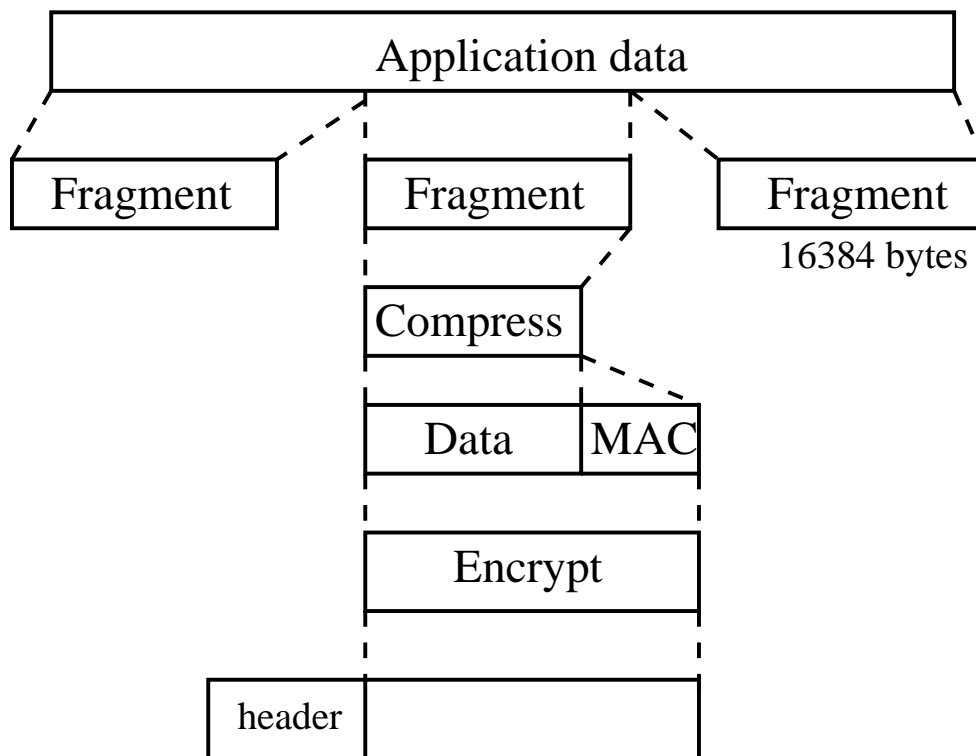 Application data
Fragment Fragment Fragment
16384 bytes
Compress
Data MAC
Encrypt
header